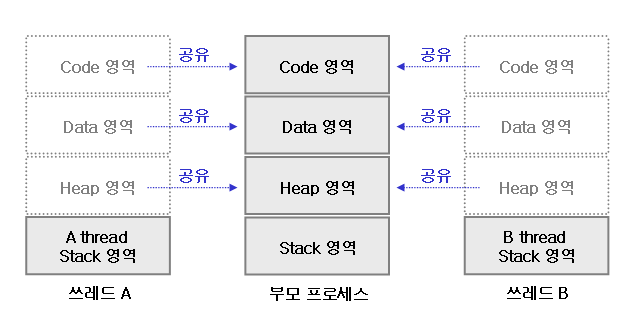 Code 영역 공유 Code 영역 공유 Code 영역
Data 영역 공유 Data 영역 공유 Data 영역
Heap 영역 공유 Heap 영역 공유 Heap 영역
A thread
Stack 영역
Stack 영역
B thread
Stack 영역
쓰레드 A 부모 프로세스 쓰레드 B